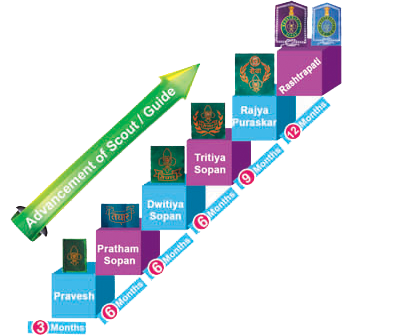 Advancement of Scout / Guide
Rashtrapati
Rajya
Puraskar
12 Months
Tritiya
Sopan
9 Months
Dwitiya
Sopan
6 Months
Pratham
Sopan
6 Months
Pravesh
6 Months
3 Months